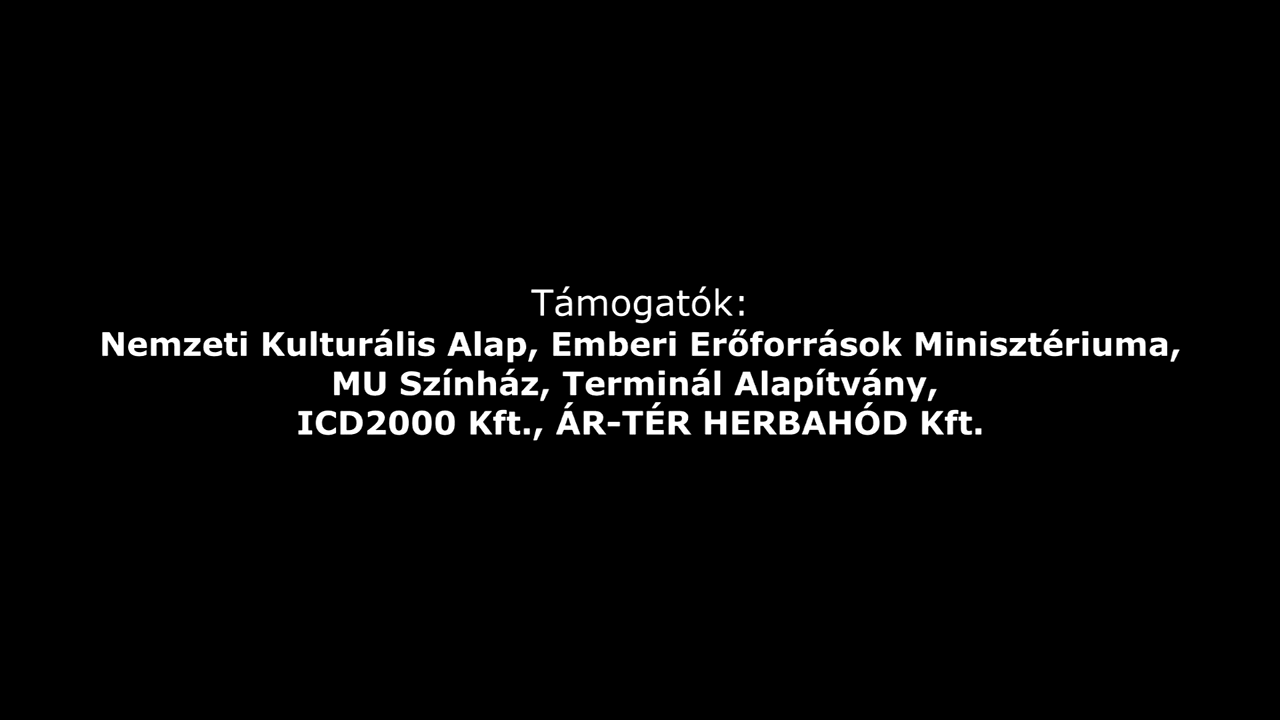 Támogatók:
Nemzeti Kulturális Alap, Emberi Erőforrások Minisztériuma,
MU Színház, Terminál Alapítvány,
ICD2000 Kft., ÁR-TÉR HERBAHÓD Kft.